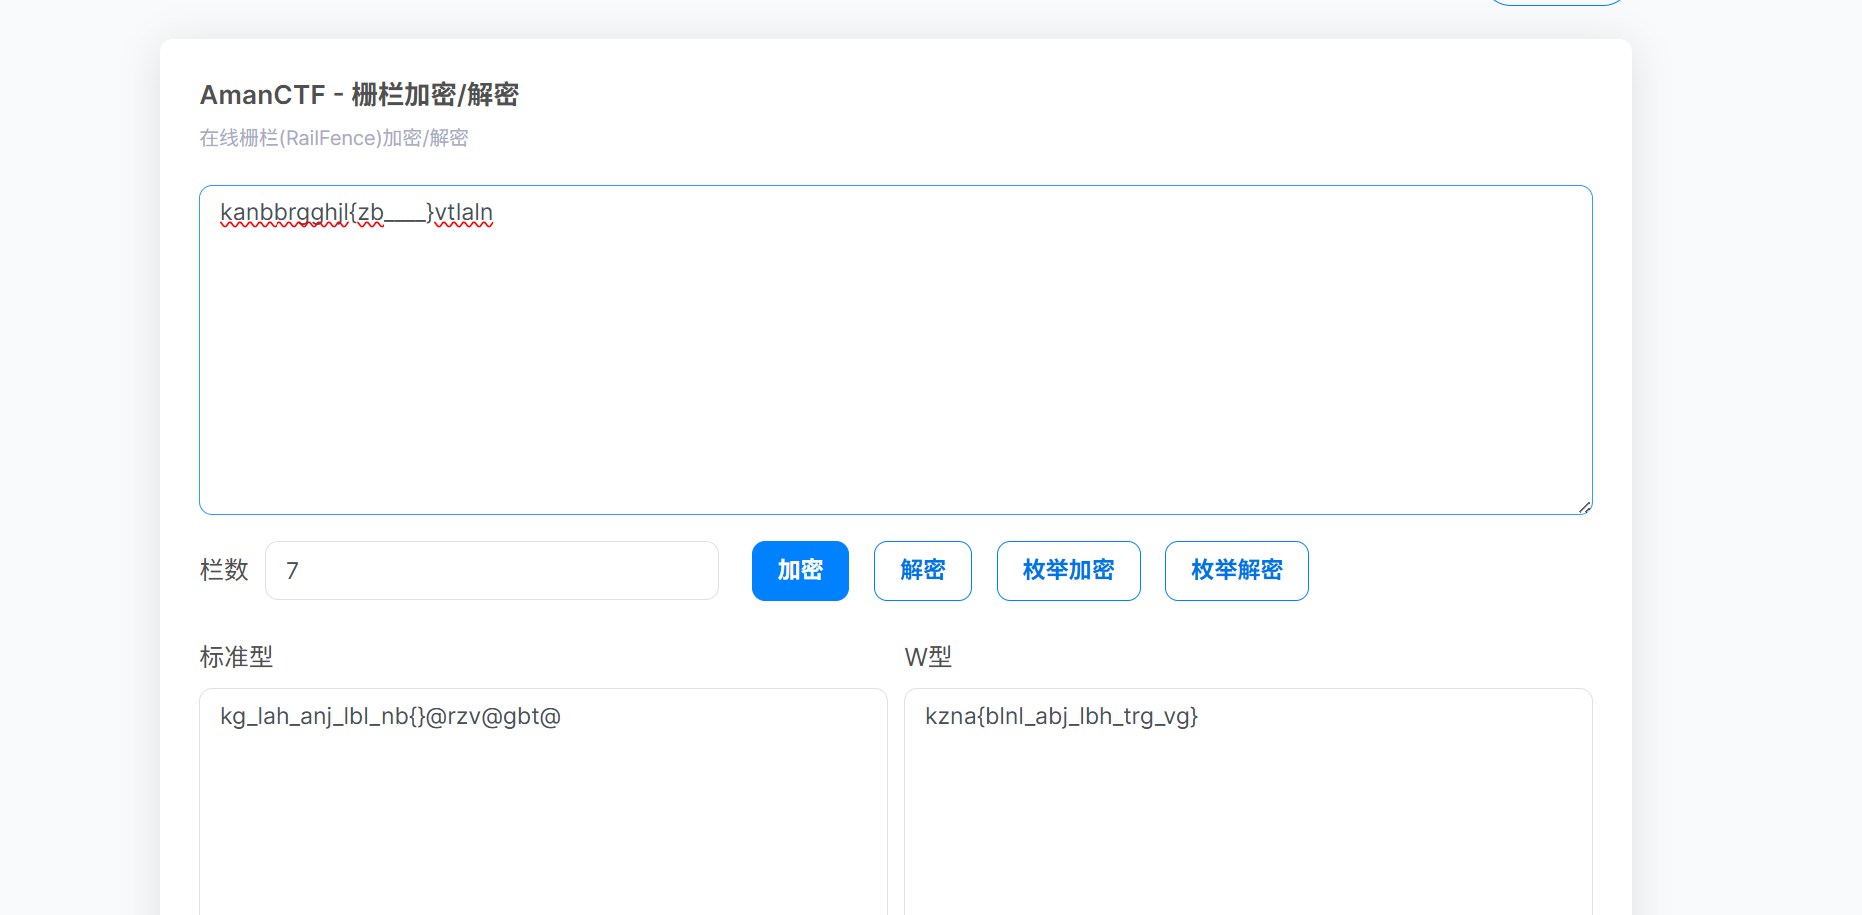 AmanCTF - 栅栏加密/解密
在线栅栏(RailFence)加密/解密
kanbbrgghjl{zb____}vtlaln
栏数 7 加密 解密 枚举加密 枚举解密
标准型 W型
kg_lah_anj_lbl_nb{}@rzv@gbt@ kzna{blnl_abj_lbh_trg_vg}